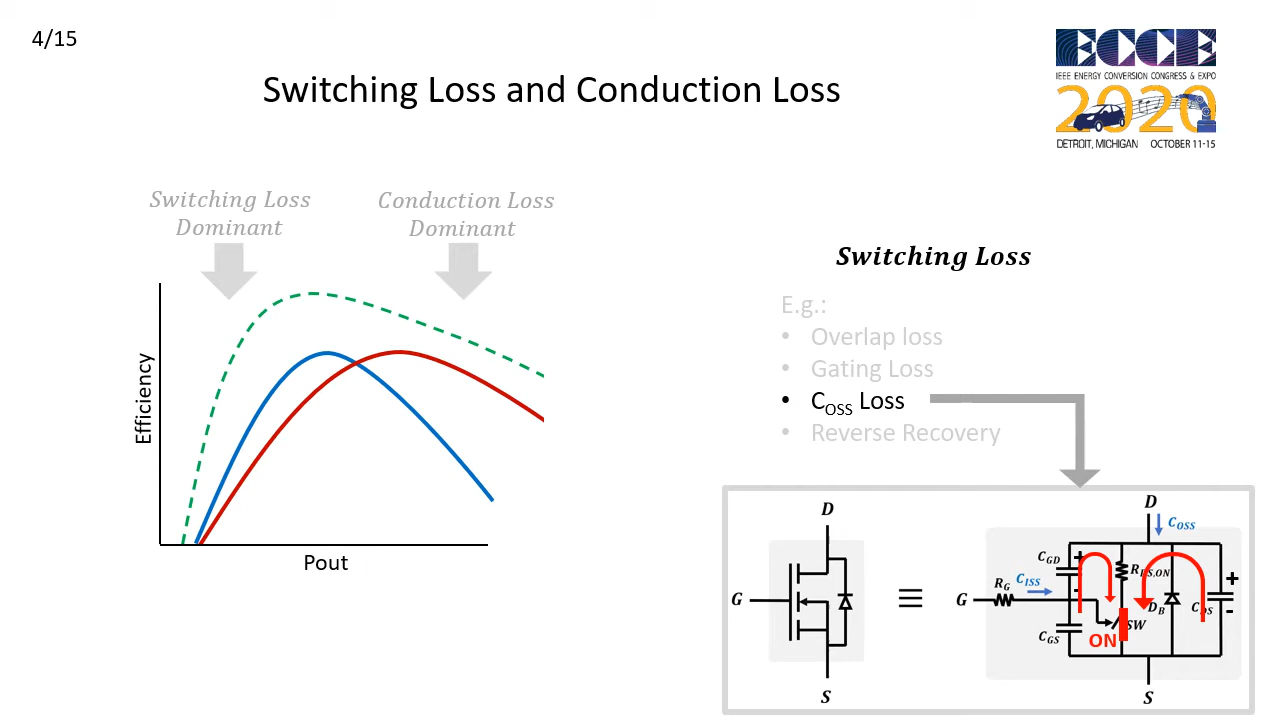 4/15
Switching Loss and Conduction Loss
ECCE
IEEE ENERGY CONVERSION CONGRESS & EXPO
2020
DETROIT, MICHIGAN OCTOBER 11-15
Switching Loss
Dominant
Conduction Loss
Dominant
Efficiency
Pout
Switching Loss
E.g.:
• Overlap loss
• Gating Loss
• COSS Loss
• Reverse Recovery
D
G
S
≡
D
COSS
CGD
+
-
RDS,ON
RG
CISS
G
DB
CDS
+
-
SW
CGS
ON
S